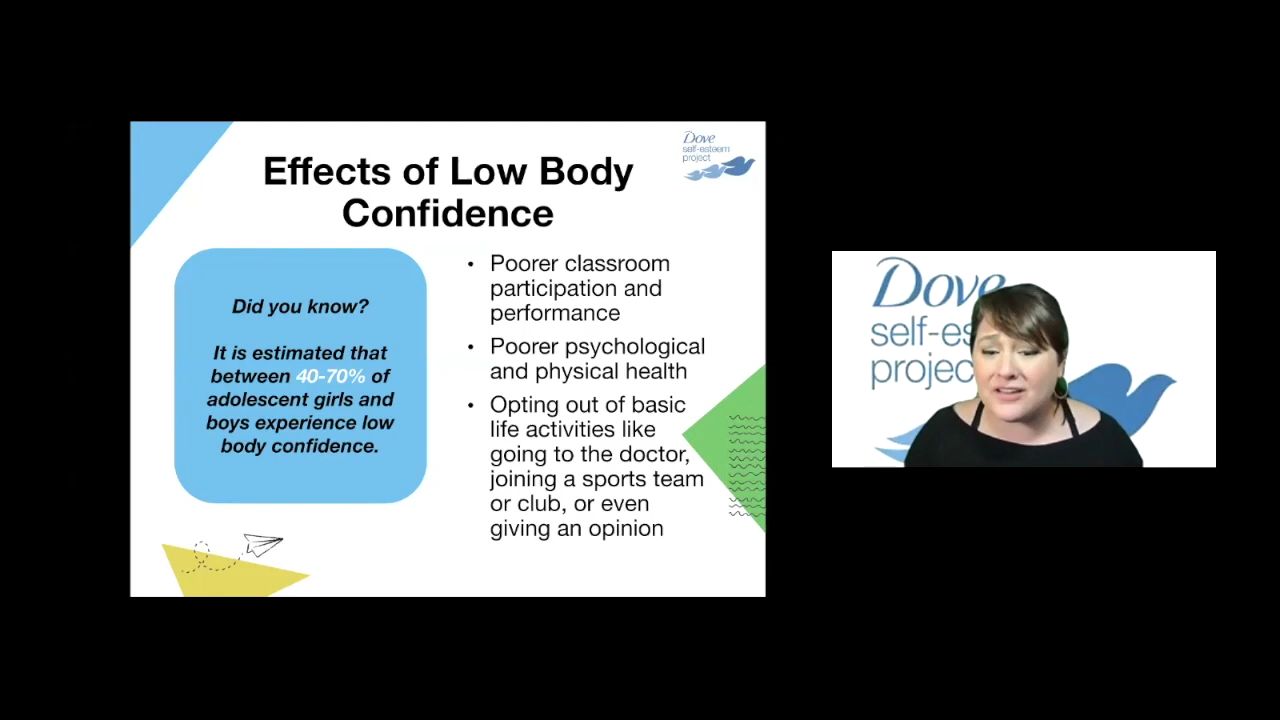 Effects of Low Body
Confidence
Dove
self-esteem
project
Did you know?
It is estimated that
between 40-70% of
adolescent girls and
boys experience low
body confidence.
• Poorer classroom
participation and
performance
• Poorer psychological
and physical health
• Opting out of basic
life activities like
going to the doctor,
joining a sports team
or club, or even
giving an opinion
Dove
self-es
projec